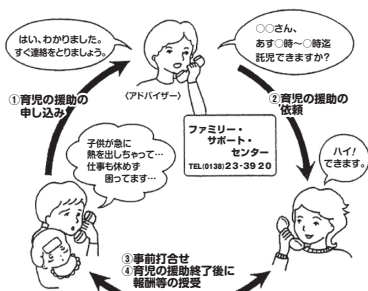 はい、わかりました。
すぐ連絡をとりましょう。
○○さん、
あす○時〜○時迄
託児できますか?
〈アドバイザー〉
①育児の援助の
申し込み
②育児の援助の
依頼
ファミリー・
サポート・
センター
TEL(0138)23-3920
子供が急に
熱を出しちゃって…
仕事も休めず
困ってます…
ハイ!
できます。
③事前打合せ
④育児の援助終了後に
報酬等の授受